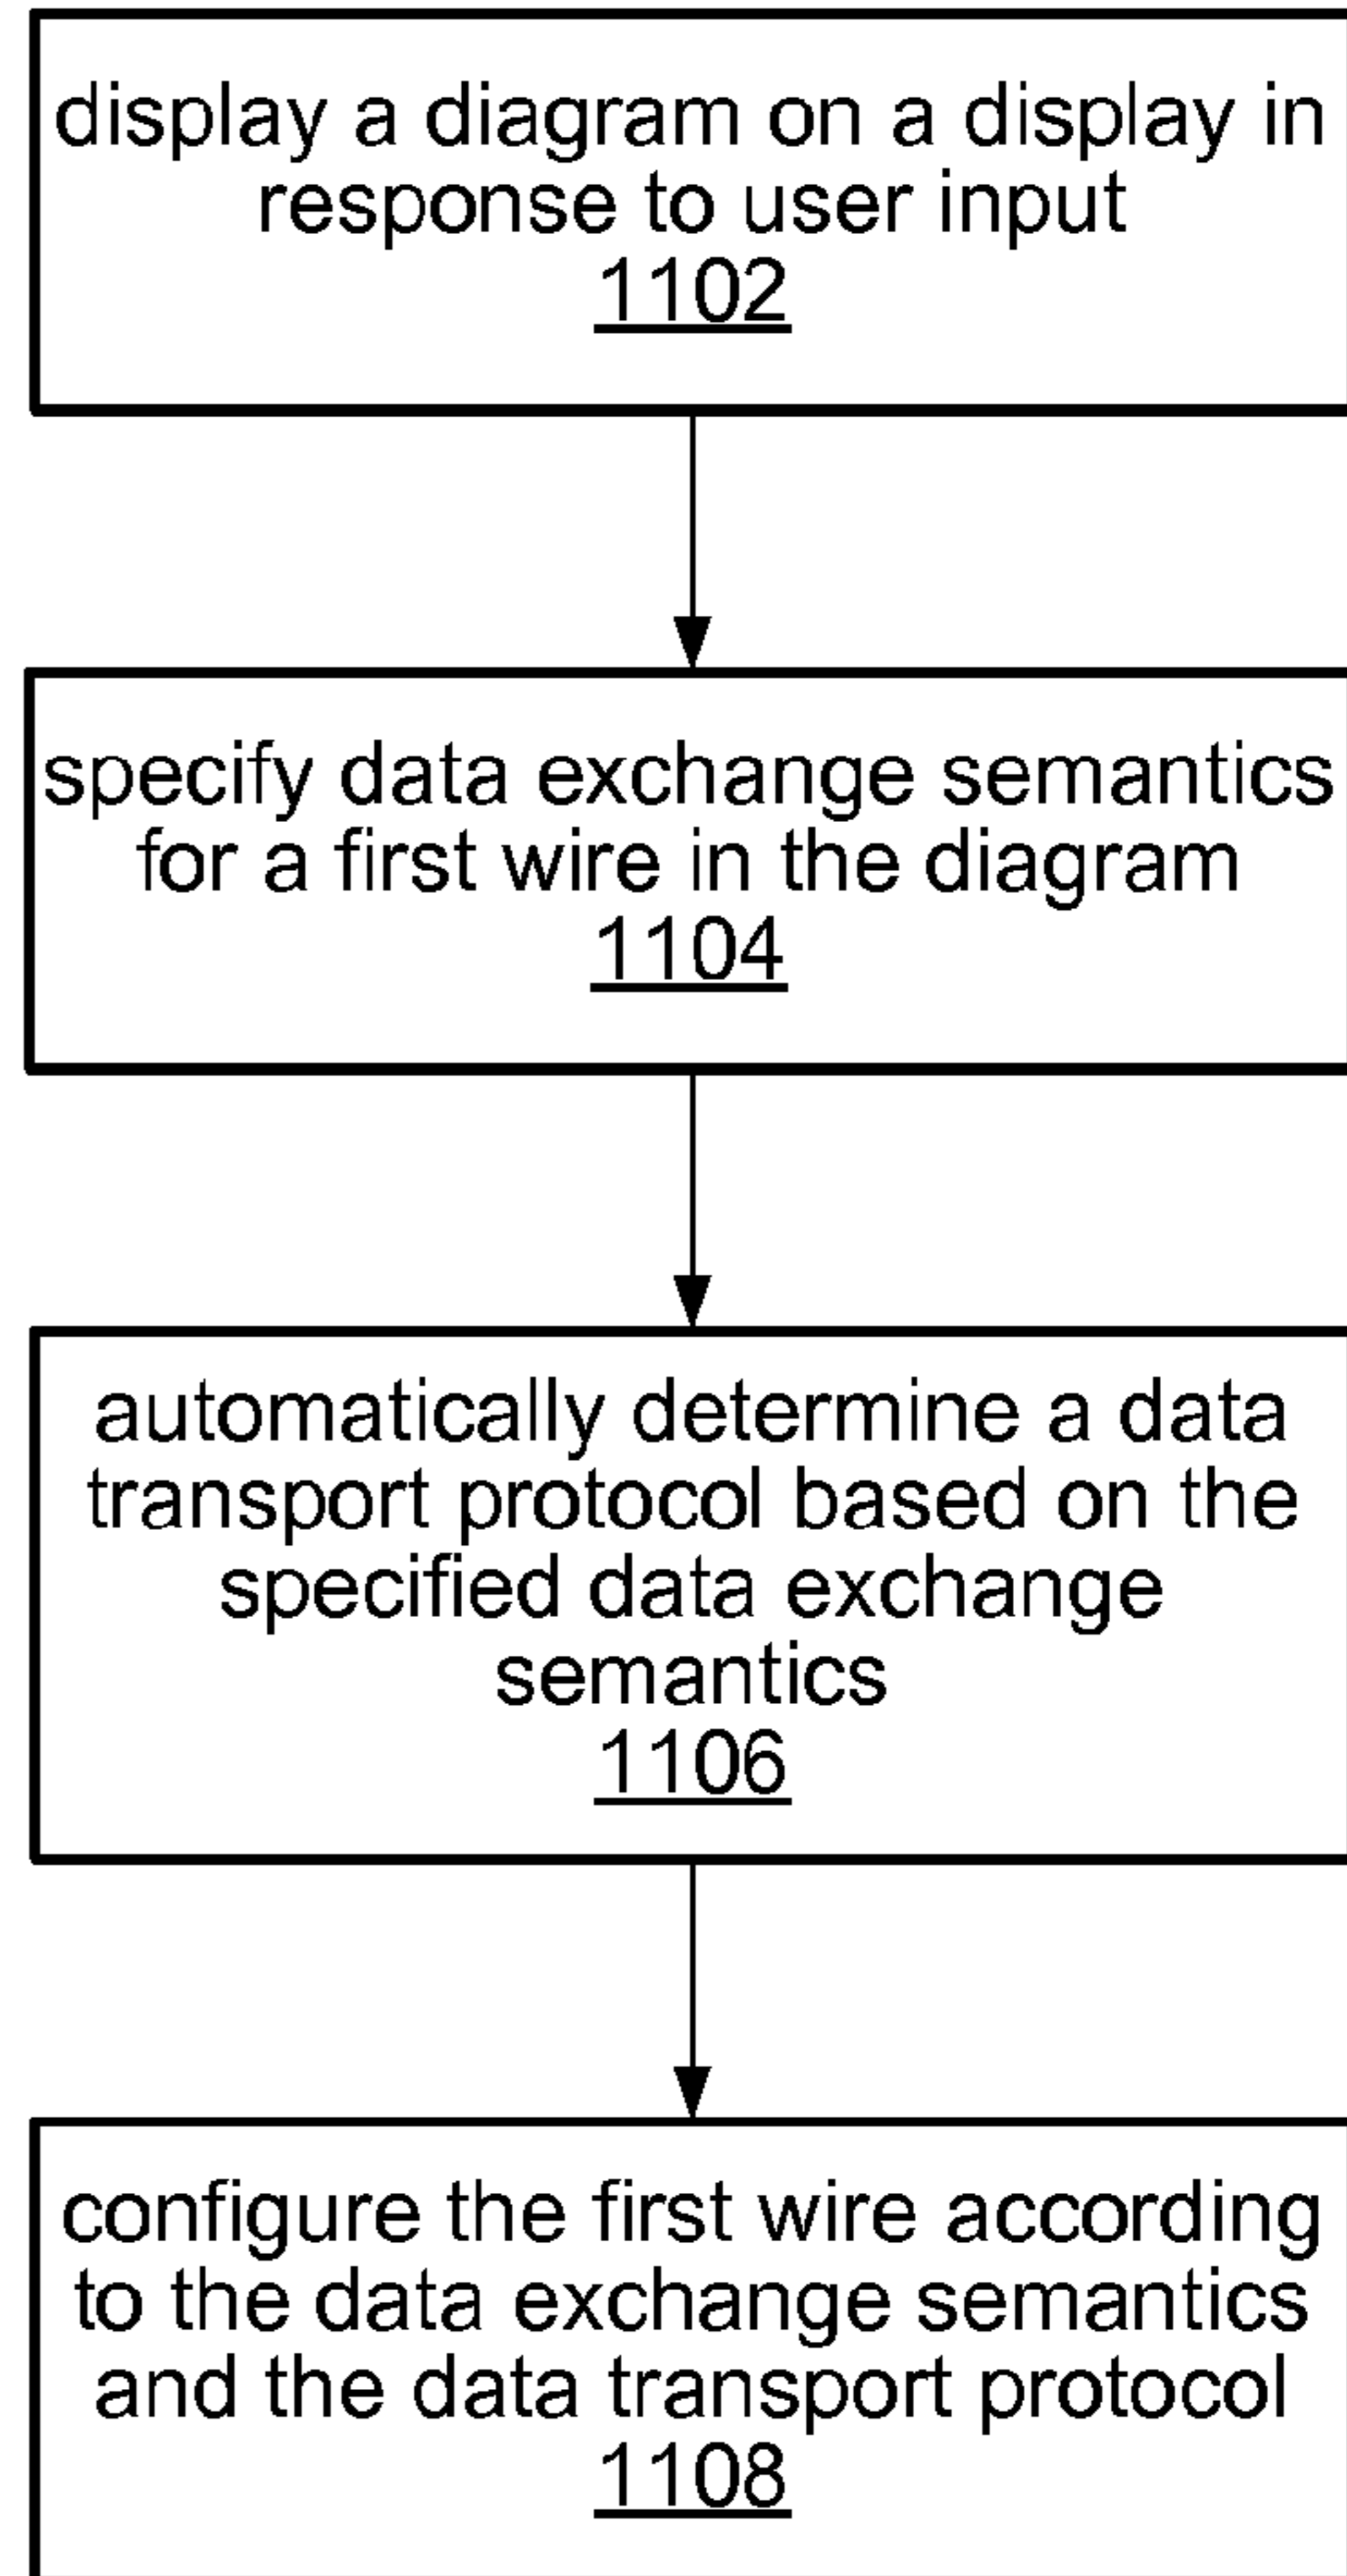 display a diagram on a display in
response to user input
1102
specify data exchange semantics
for a first wire in the diagram
1104
automatically determine a data
transport protocol based on the
specified data exchange
semantics
1106
configure the first wire according
to the data exchange semantics
and the data transport protocol
1108